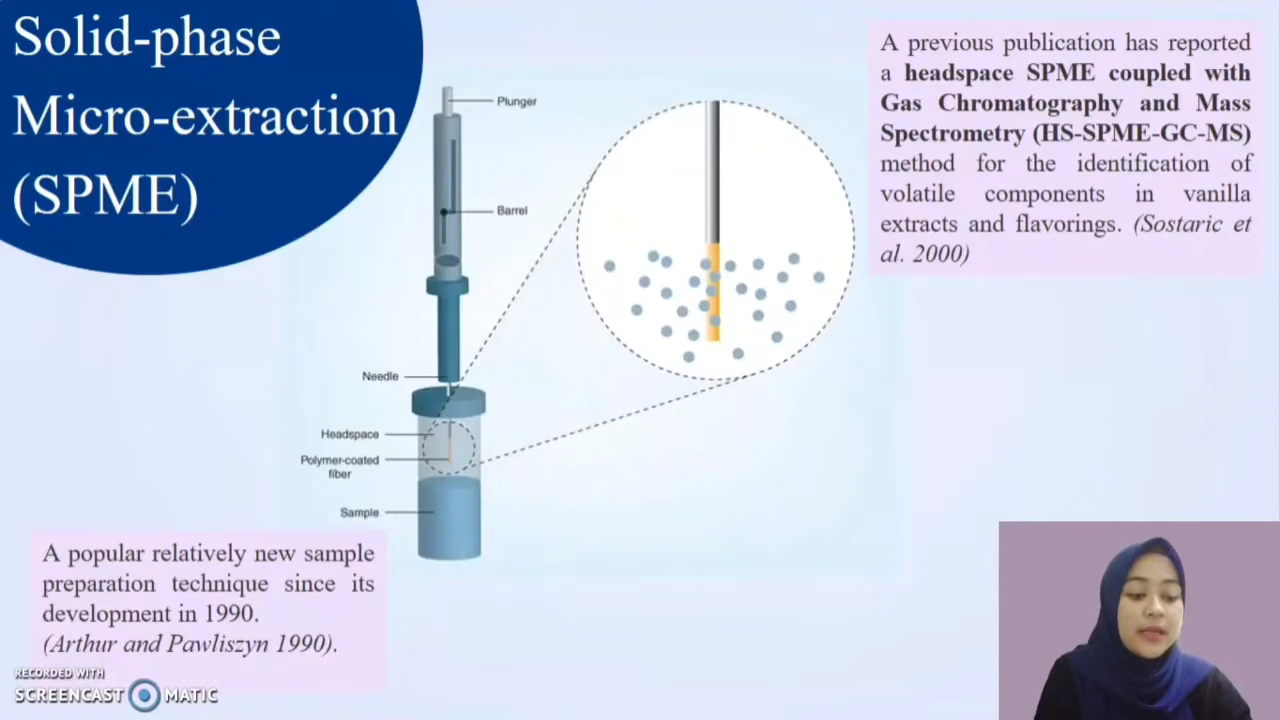 Solid-phase
Micro-extraction
(SPME)
Plunger
Barrel
Needle
Headspace
Polymer-coated
fiber
Sample
A previous publication has reported
a headspace SPME coupled with
Gas Chromatography and Mass
Spectrometry (HS-SPME-GC-MS)
method for the identification of
volatile components in vanilla
extracts and flavorings. (Sostaric et
al. 2000)
A popular relatively new sample
preparation technique since its
development in 1990.
(Arthur and Pawliszyn 1990).
RECORDED WITH
SCREENCAST MATIC